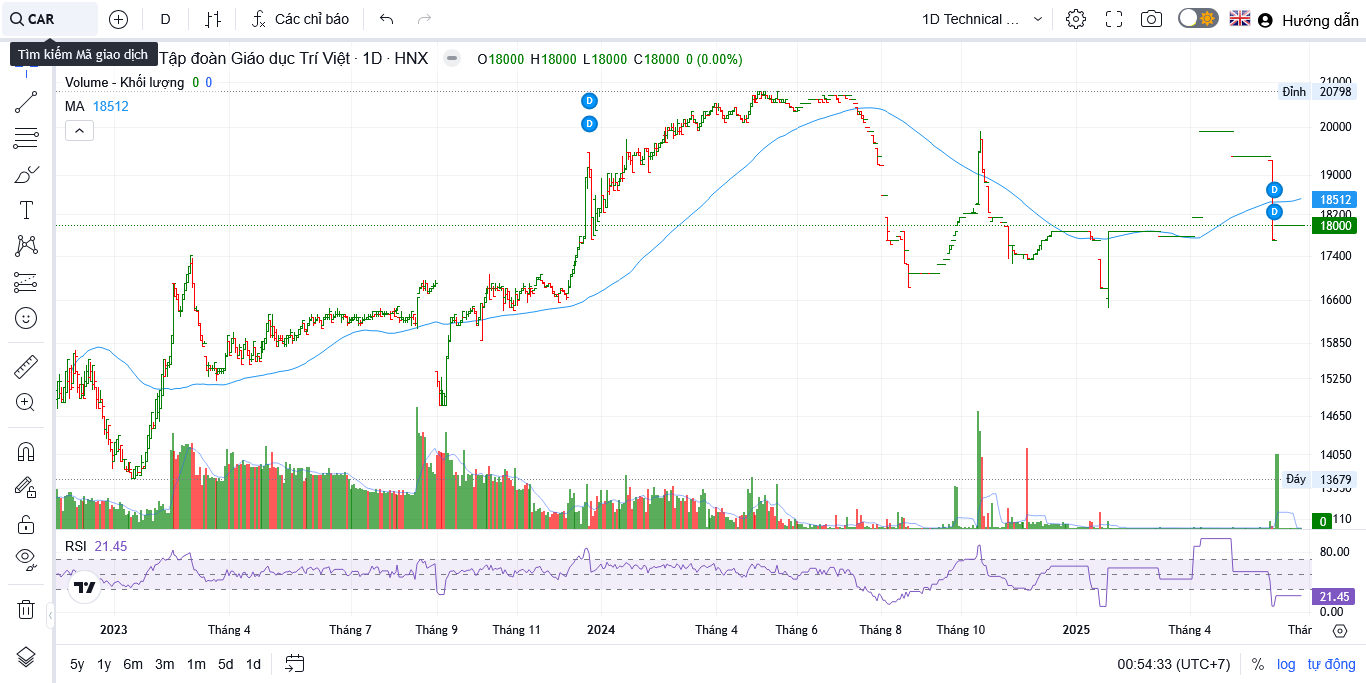 CAR
D
Các chỉ báo
1D Technical ...
Hướng dẫn
Tìm kiếm Mã giao dịch
Tập đoàn Giáo dục Trí Việt · 1D · HNX
O18000 H18000 L18000 C18000 0 (0.00%)
Volume - Khối lượng 0 0
MA 18512
D
D
D
D
21000
Đỉnh 20798
20000
19000
18512
18200
18000
17400
16600
15850
15250
14650
14050
Đáy 13679
0
110
RSI 21.45
80.00
21.45
0.00
2023 Tháng 4 Tháng 7 Tháng 9 Tháng 11 2024 Tháng 4 Tháng 6 Tháng 8 Tháng 10 2025 Tháng 4 Thár
5y 1y 6m 3m 1m 5d 1d
00:54:33 (UTC+7) % log tự động